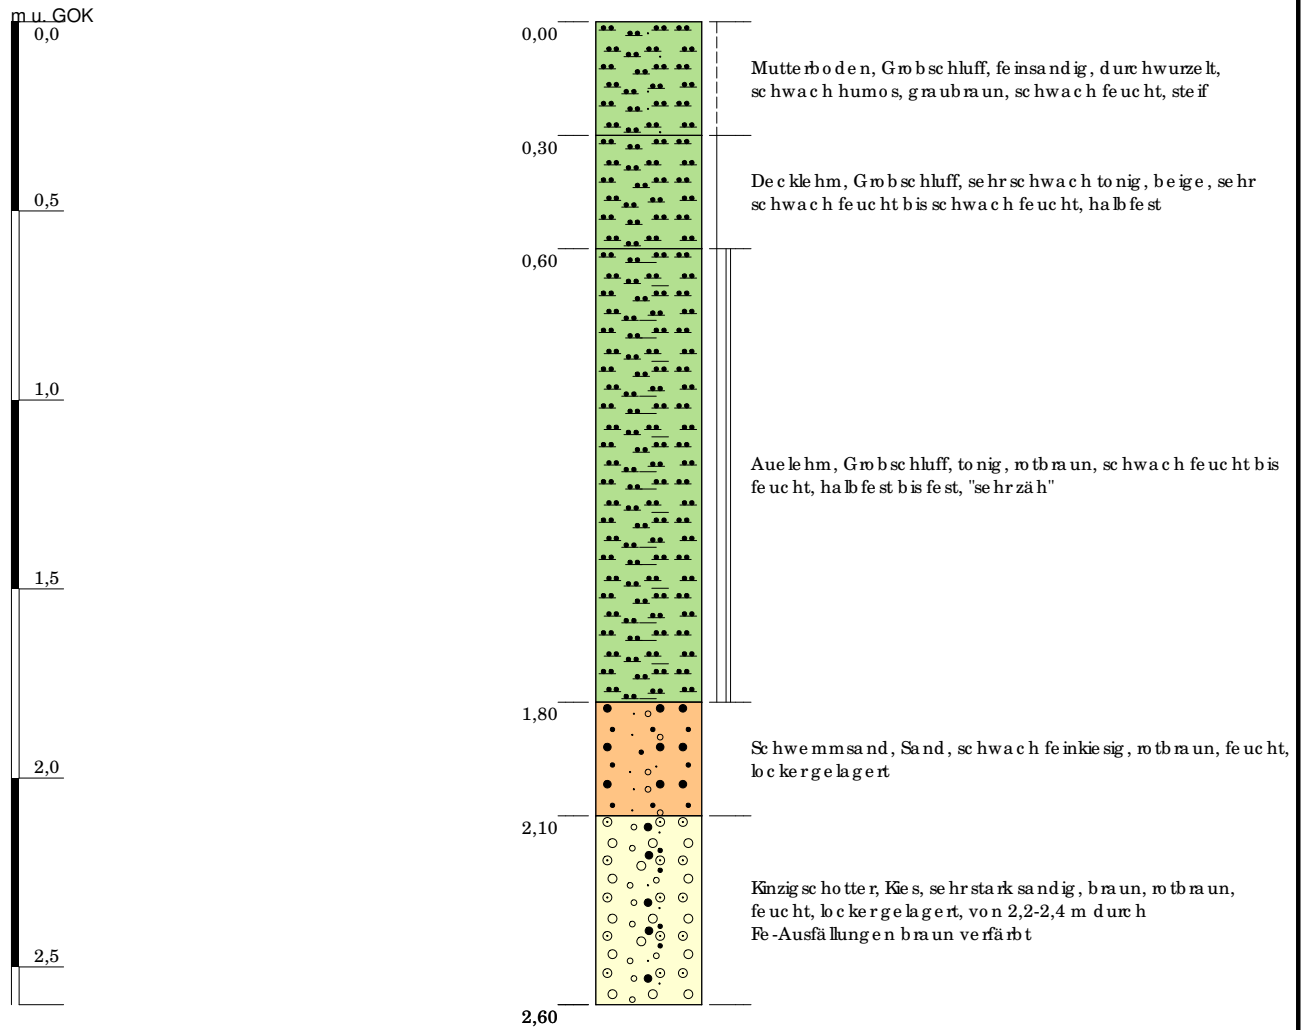 m u. GOK
0,0
0,00
Mutterboden, Grobschluff, feinsandig, durchwurzelt,
schwach humos, graubraun, schwach feucht, steif
0,30
Decklehm, Grobschluff, sehr schwach tonig, beige, sehr
schwach feucht bis schwach feucht, halbfest
0,5
0,60
1,0
Auelehm, Grobschluff, tonig, rotbraun, schwach feucht bis
feucht, halbfest bis fest, "sehr zäh"
1,5
1,80
Schwemmsand, Sand, schwach feinkiesig, rotbraun, feucht,
locker gelagert
2,0
2,10
Kinzigschotter, Kies, sehr stark sandig, braun, rotbraun,
feucht, locker gelagert, von 2,2-2,4 m durch
Fe-Ausfällungen braun verfärbt
2,5
2,60